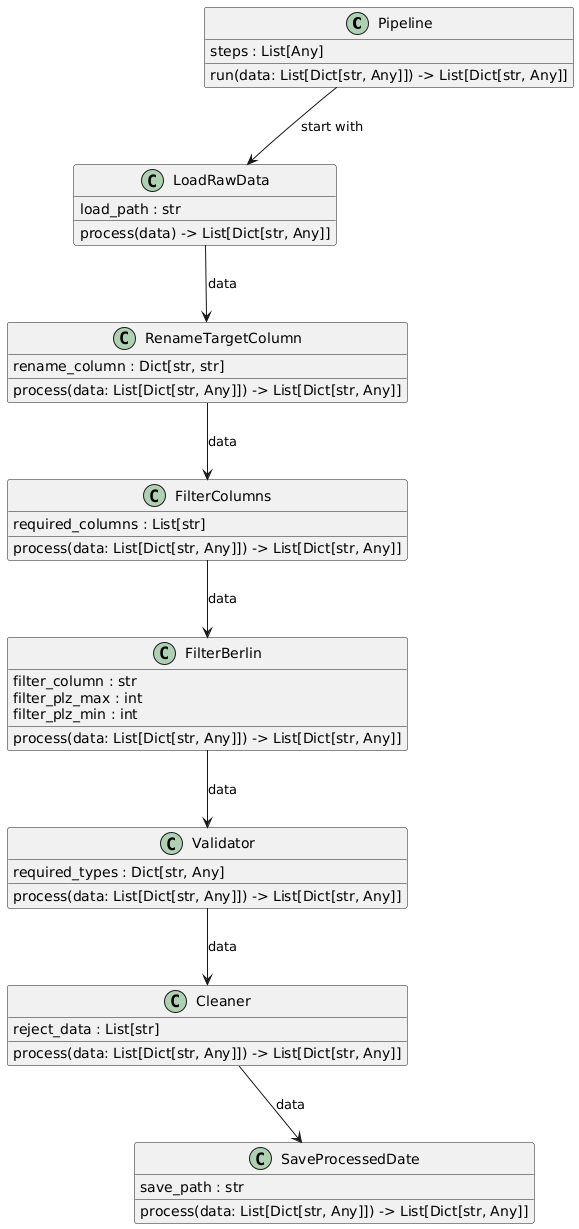 C Pipeline
steps : List[Any]
run(data: List[Dict[str, Any]]) -> List[Dict[str, Any]]
start with
C LoadRawData
load_path : str
process(data) -> List[Dict[str, Any]]
data
C RenameTargetColumn
rename_column : Dict[str, str]
process(data: List[Dict[str, Any]]) -> List[Dict[str, Any]]
data
C FilterColumns
required_columns : List[str]
process(data: List[Dict[str, Any]]) -> List[Dict[str, Any]]
data
C FilterBerlin
filter_column : str
filter_plz_max : int
filter_plz_min : int
process(data: List[Dict[str, Any]]) -> List[Dict[str, Any]]
data
C Validator
required_types : Dict[str, Any]
process(data: List[Dict[str, Any]]) -> List[Dict[str, Any]]
data
C Cleaner
reject_data : List[str]
process(data: List[Dict[str, Any]]) -> List[Dict[str, Any]]
data
C SaveProcessedDate
save_path : str
process(data: List[Dict[str, Any]]) -> List[Dict[str, Any]]